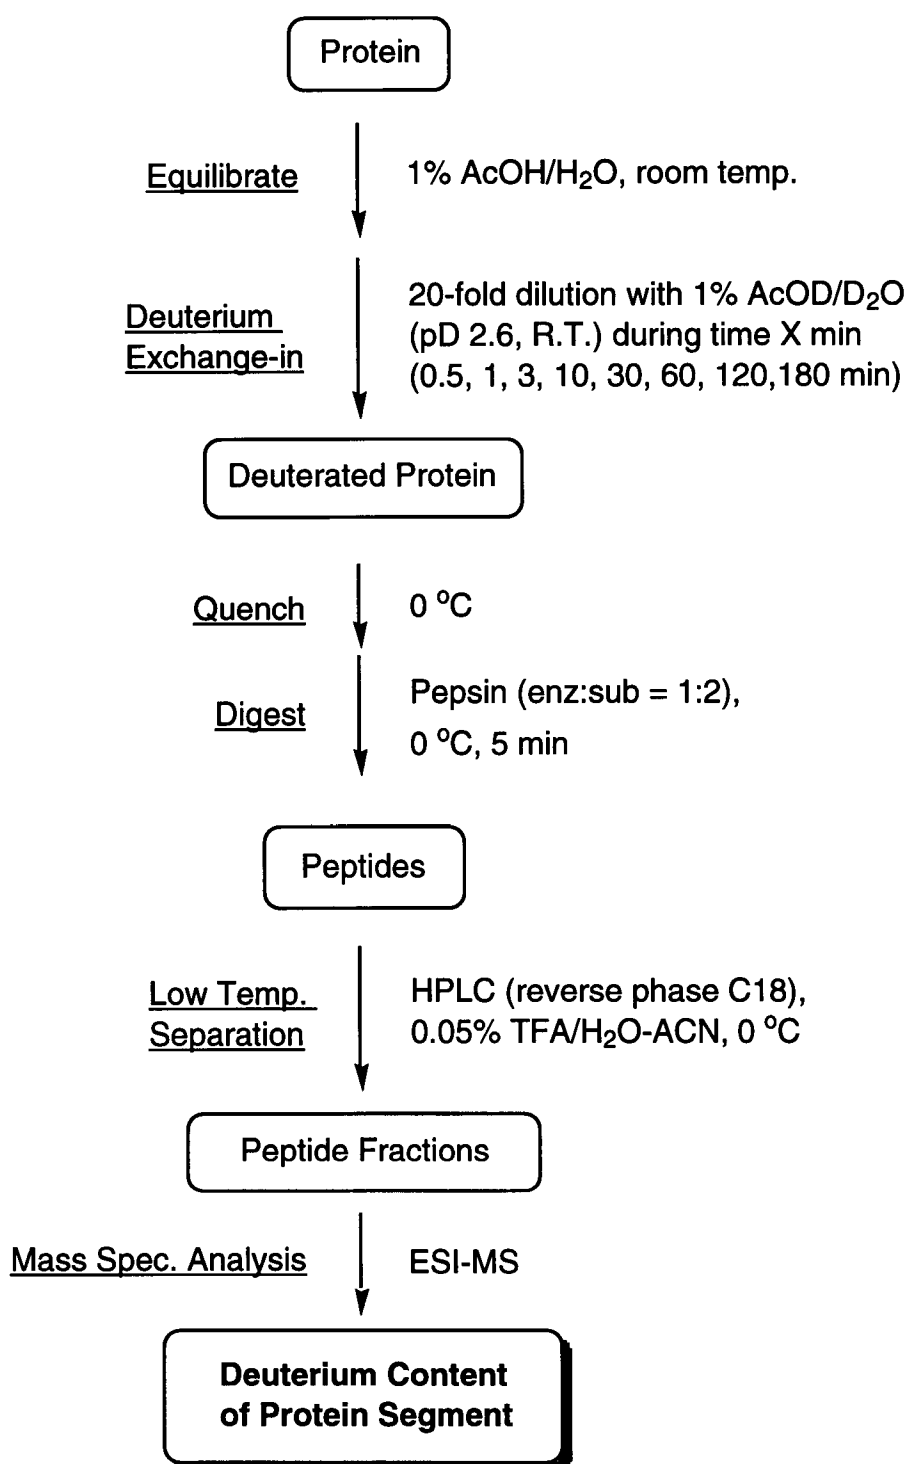 Protein
Equilibrate
1% AcOH/H₂O, room temp.
Deuterium
Exchange-in
20-fold dilution with 1% AcOD/D₂O
(pD 2.6, R.T.) during time X min
(0.5, 1, 3, 10, 30, 60, 120,180 min)
Deuterated Protein
Quench
0 °C
Digest
Pepsin (enz:sub = 1:2),
0 °C, 5 min
Peptides
Low Temp.
Separation
HPLC (reverse phase C18),
0.05% TFA/H₂O-ACN, 0 °C
Peptide Fractions
Mass Spec. Analysis
ESI-MS
Deuterium Content
of Protein Segment